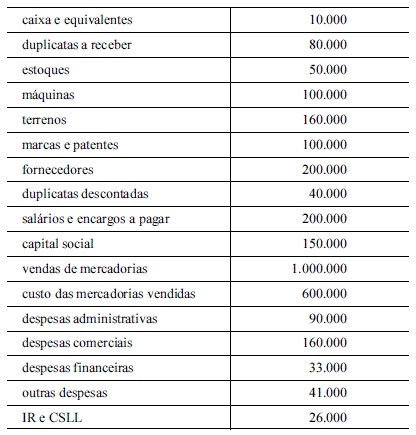 caixa e equivalentes 10.000
duplicatas a receber 80.000
estoques 50.000
máquinas 100.000
terrenos 160.000
marcas e patentes 100.000
fornecedores 200.000
duplicatas descontadas 40.000
salários e encargos a pagar 200.000
capital social 150.000
vendas de mercadorias 1.000.000
custo das mercadorias vendidas 600.000
despesas administrativas 90.000
despesas comerciais 160.000
despesas financeiras 33.000
outras despesas 41.000
IR e CSLL 26.000